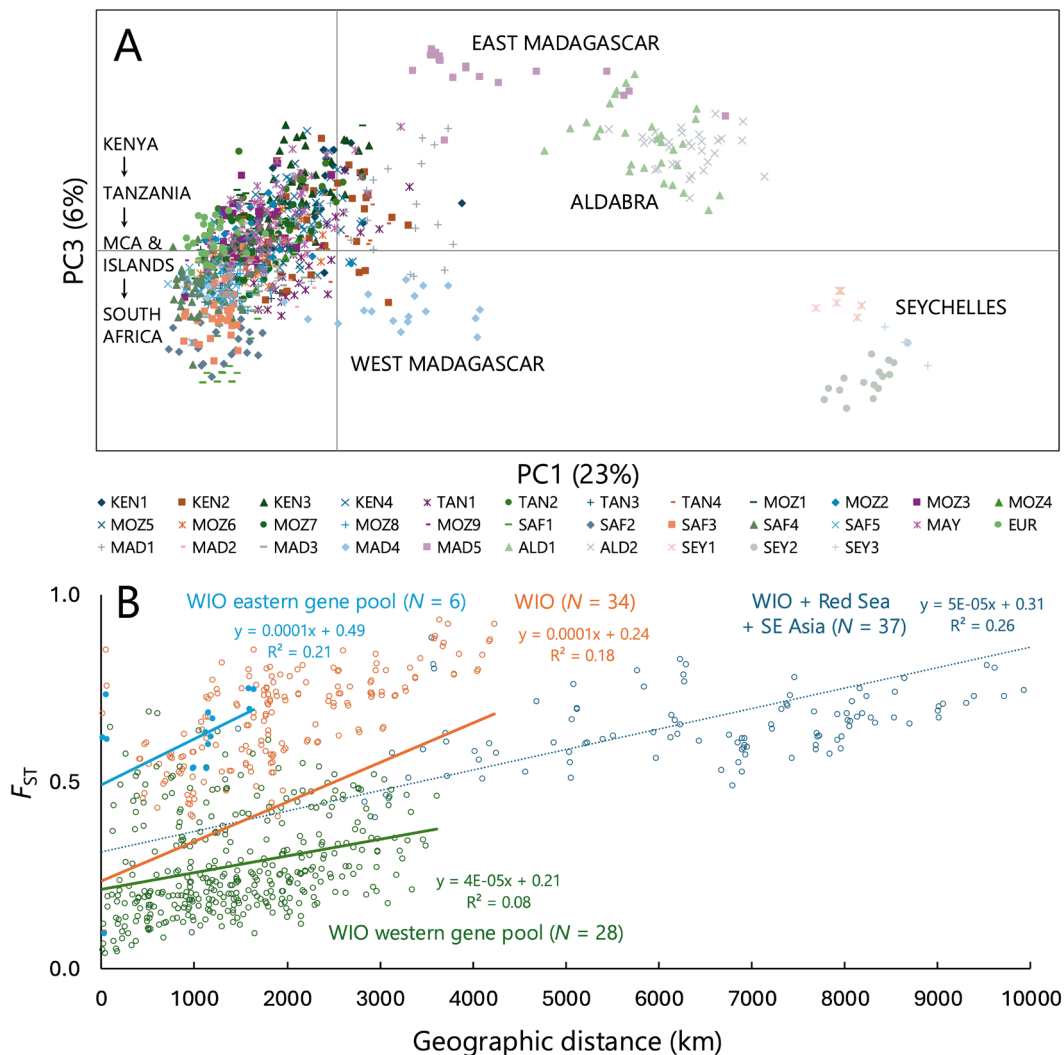 A
EAST MADAGASCAR
KENYA
TANZANIA
ALDABRA
MCA &
ISLANDS
SOUTH
AFRICA
SEYCHELLES
WEST MADAGASCAR
PC3 (6%)
PC1 (23%)
KEN1 KEN2 KEN3 KEN4 TAN1 TAN2 TAN3 TAN4 MOZ1 MOZ2 MOZ3 MOZ4
MOZ5 MOZ6 MOZ7 MOZ8 MOZ9 SAF1 SAF2 SAF3 SAF4 SAF5 MAY EUR
MAD1 MAD2 MAD3 MAD4 MAD5 ALD1 ALD2 SEY1 SEY2 SEY3
B
WIO eastern gene pool (N = 6)
y = 0.0001x + 0.49
R² = 0.21
WIO (N = 34)
y = 0.0001x + 0.24
R² = 0.18
WIO + Red Sea
+ SE Asia (N = 37)
y = 5E-05x + 0.31
R² = 0.26
y = 4E-05x + 0.21
R² = 0.08
WIO western gene pool (N = 28)
FST
1.0
0.5
0.0
0 1000 2000 3000 4000 5000 6000 7000 8000 9000 10000
Geographic distance (km)